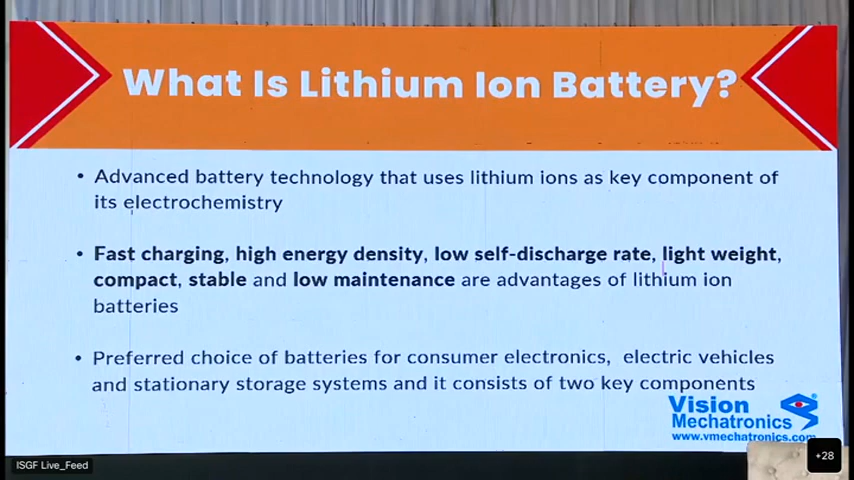 What Is Lithium Ion Battery?
• Advanced battery technology that uses lithium ions as key component of
its electrochemistry
• Fast charging, high energy density, low self-discharge rate, light weight,
compact, stable and low maintenance are advantages of lithium ion
batteries
• Preferred choice of batteries for consumer electronics, electric vehicles
and stationary storage systems and it consists of two key components
Vision
Mechatronics
www.vmechatronics.com
ISGF Live_Feed
+28